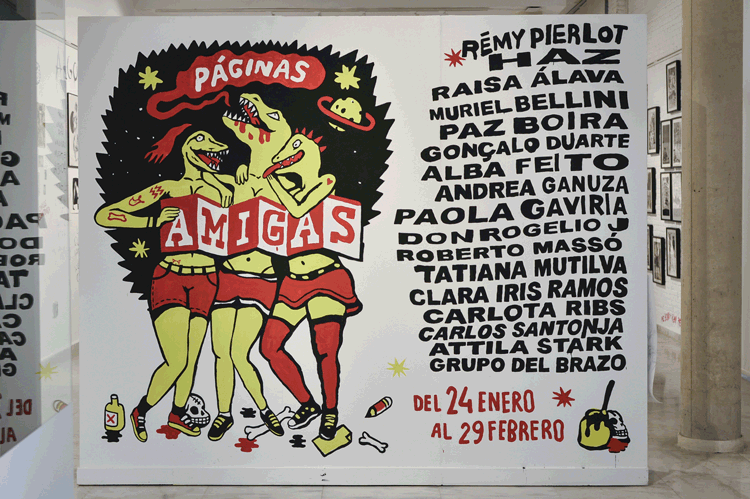 PÁGINAS
AMIGAS
RÉMY PIERLOT
HAZ
RAISA ÁLAVA
MURIEL BELLINI
PAZ BOIRA
GONÇALO DUARTE
ALBA FEITO
ANDREA GANUZA
PAOLA GAVIRIA
DON ROGELIO J
ROBERTO MASSÓ
TATIANA MUTILVA
CLARA IRIS RAMOS
CARLOTA RIBS
CARLOS SANTONJA
ATTILA STARK
GRUPO DEL BRAZO
DEL 24 ENERO
AL 29 FEBRERO